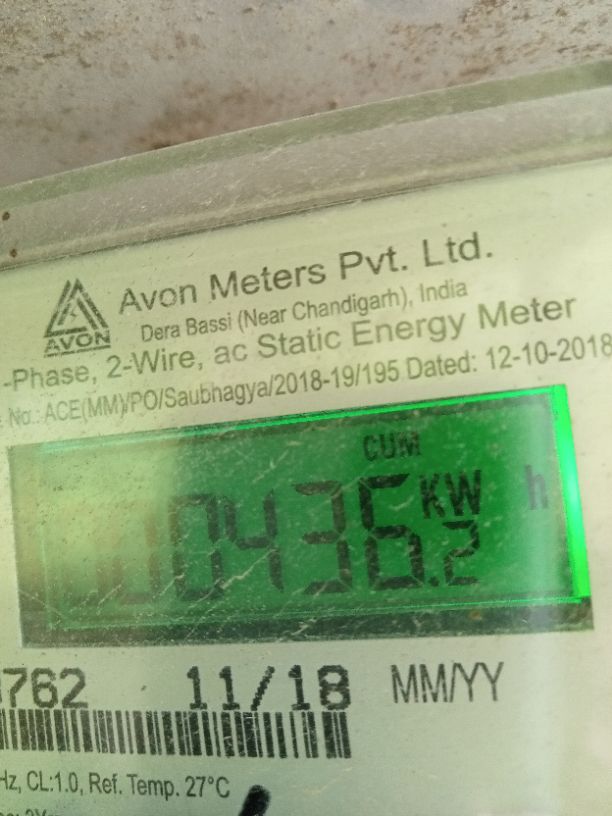 Avon Meters Pvt. Ltd.
AVON
Dera Bassi (Near Chandigarh), India
-Phase, 2-Wire, ac Static Energy Meter
No.: ACE(MM)/PO/Saubhagya/2018-19/195 Dated: 12-10-2018
CUM
000436.2 KW h
762 11/18 MM/YY
Hz, CL:1.0, Ref. Temp. 27°C